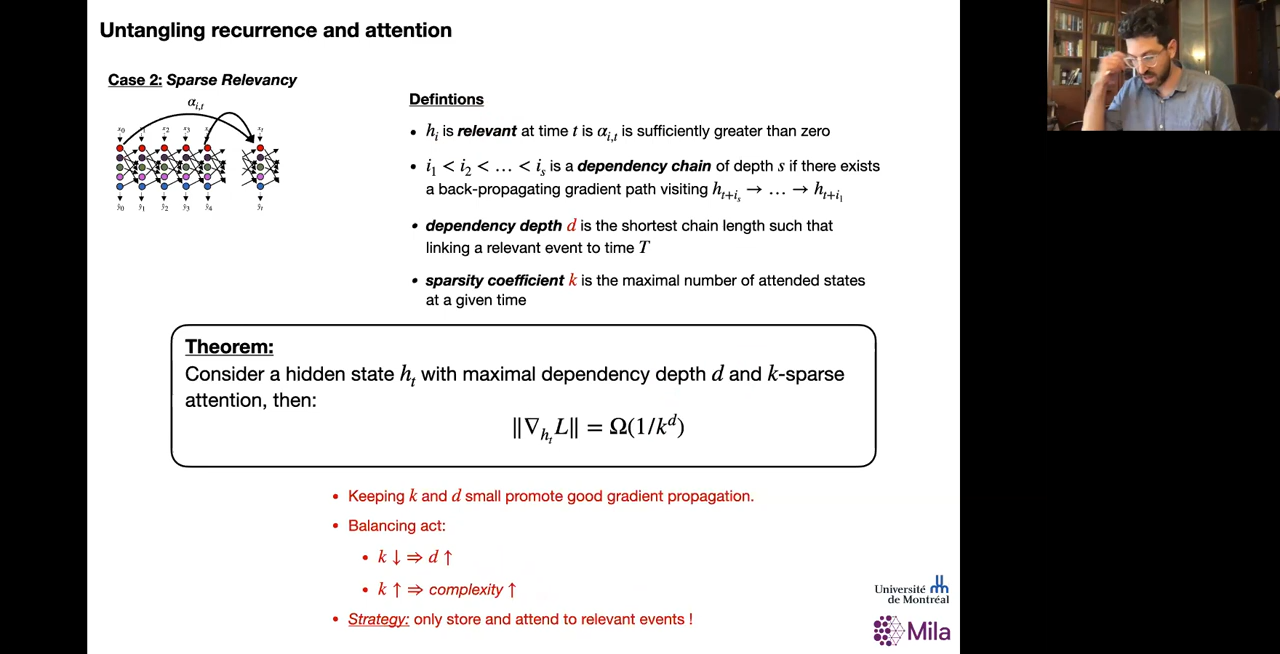 Untangling recurrence and attention
Case 2: Sparse Relevancy
α_{i,t}
Defintions
• h_i is relevant at time t is α_{i,t} is sufficiently greater than zero
• i_1 < i_2 < … < i_s is a dependency chain of depth s if there exists
a back-propagating gradient path visiting h_{t+i_s} → … → h_{t+i_1}
• dependency depth d is the shortest chain length such that
linking a relevant event to time T
• sparsity coefficient k is the maximal number of attended states
at a given time
Theorem:
Consider a hidden state h_t with maximal dependency depth d and k-sparse
attention, then:
‖∇_{h_t} L‖ = Ω(1/k^d)
• Keeping k and d small promote good gradient propagation.
• Balancing act:
• k ↓ ⇒ d ↑
• k ↑ ⇒ complexity ↑
• Strategy: only store and attend to relevant events !
Université
de Montréal
Mila